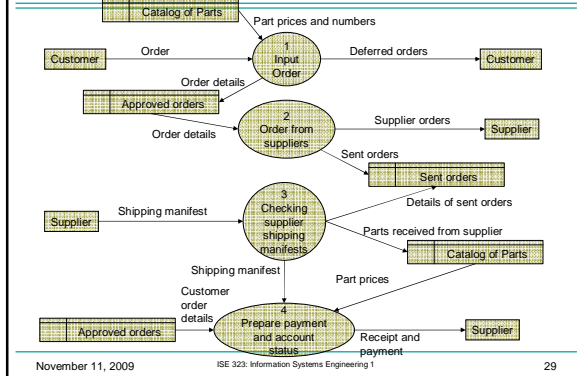 Catalog of Parts
Part prices and numbers
Customer
Order
1
Input
Order
Deferred orders
Customer
Order details
Approved orders
Order details
2
Order from
suppliers
Supplier orders
Supplier
Sent orders
Sent orders
Details of sent orders
Supplier
Shipping manifest
3
Checking
supplier
shipping
manifests
Parts received from supplier
Catalog of Parts
Shipping manifest
Part prices
Customer
order
details
Approved orders
4
Prepare payment
and account
status
Receipt and
payment
Supplier
November 11, 2009
ISE 323: Information Systems Engineering 1
29